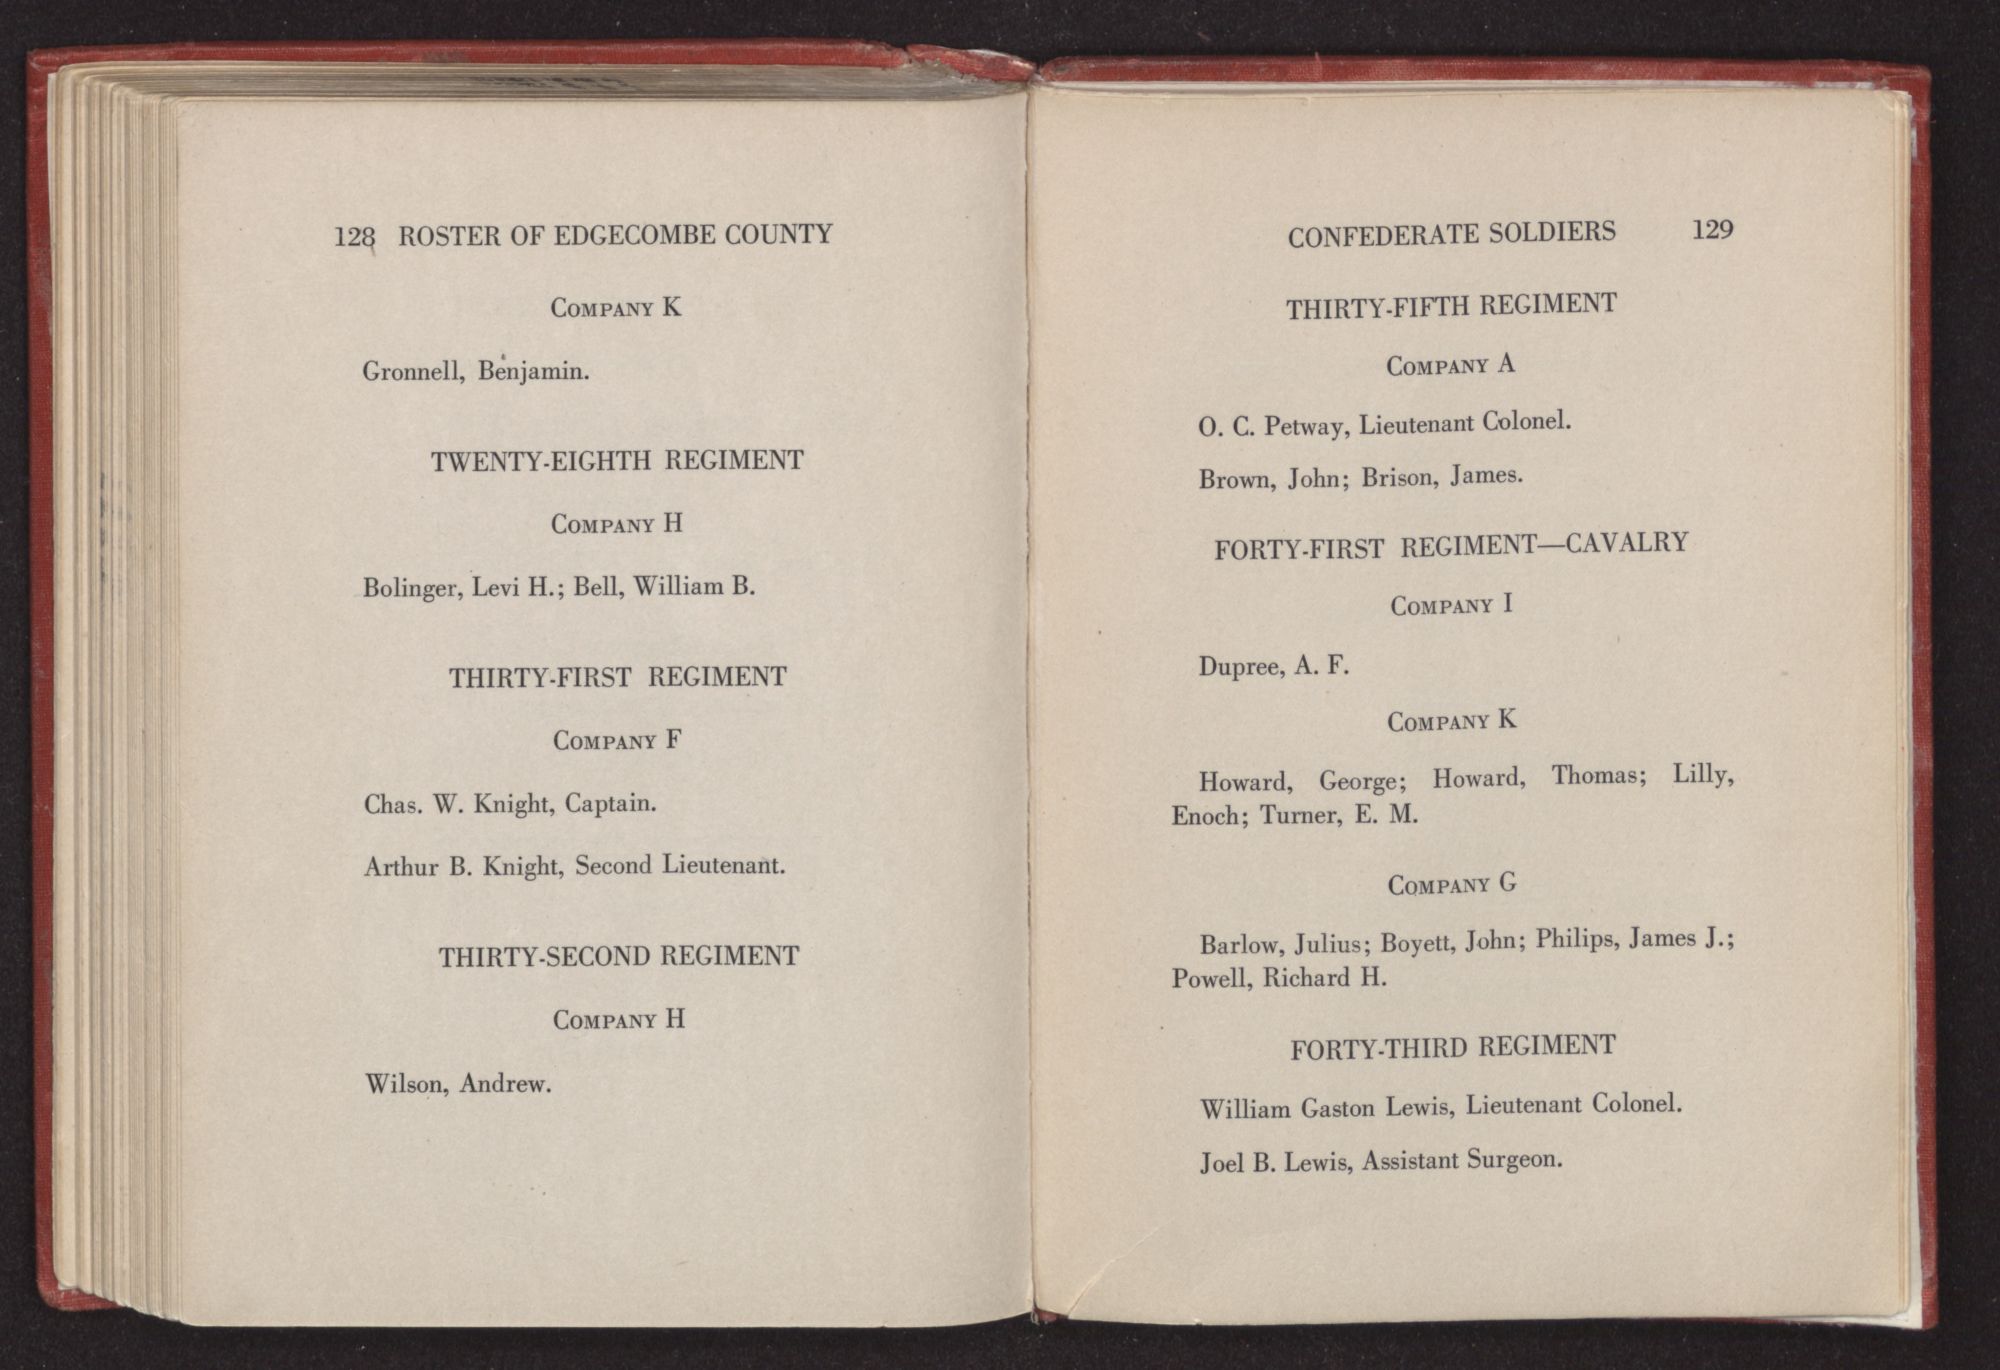 128 ROSTER OF EDGECOMBE COUNTY
COMPANY K
Gronnell, Benjamin.
TWENTY-EIGHTH REGIMENT
COMPANY H
Bolinger, Levi H.; Bell, William B.
THIRTY-FIRST REGIMENT
COMPANY F
Chas. W. Knight, Captain.
Arthur B. Knight, Second Lieutenant.
THIRTY-SECOND REGIMENT
COMPANY H
Wilson, Andrew.
CONFEDERATE SOLDIERS 129
THIRTY-FIFTH REGIMENT
COMPANY A
O. C. Petway, Lieutenant Colonel.
Brown, John; Brison, James.
FORTY-FIRST REGIMENT—CAVALRY
COMPANY I
Dupree, A. F.
COMPANY K
Howard, George; Howard, Thomas; Lilly,
Enoch; Turner, E. M.
COMPANY G
Barlow, Julius; Boyett, John; Philips, James J.;
Powell, Richard H.
FORTY-THIRD REGIMENT
William Gaston Lewis, Lieutenant Colonel.
Joel B. Lewis, Assistant Surgeon.